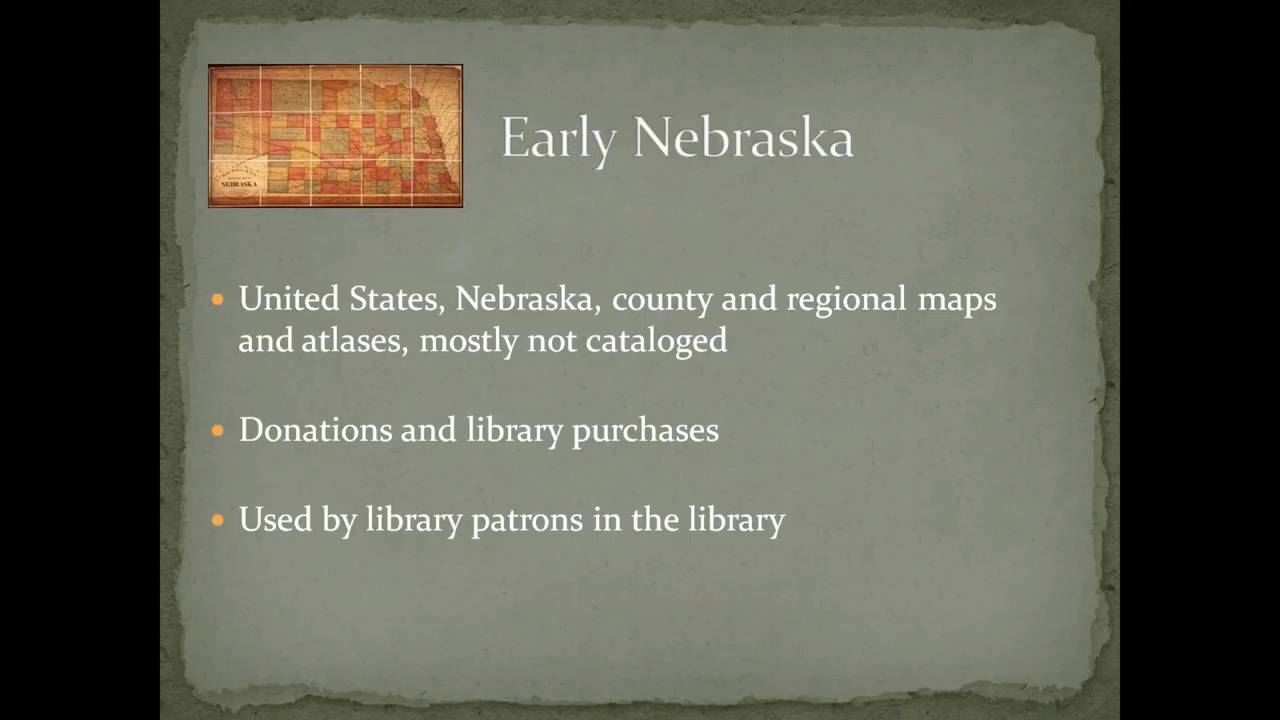 NEBRASKA
Early Nebraska
United States, Nebraska, county and regional maps
and atlases, mostly not cataloged
Donations and library purchases
Used by library patrons in the library